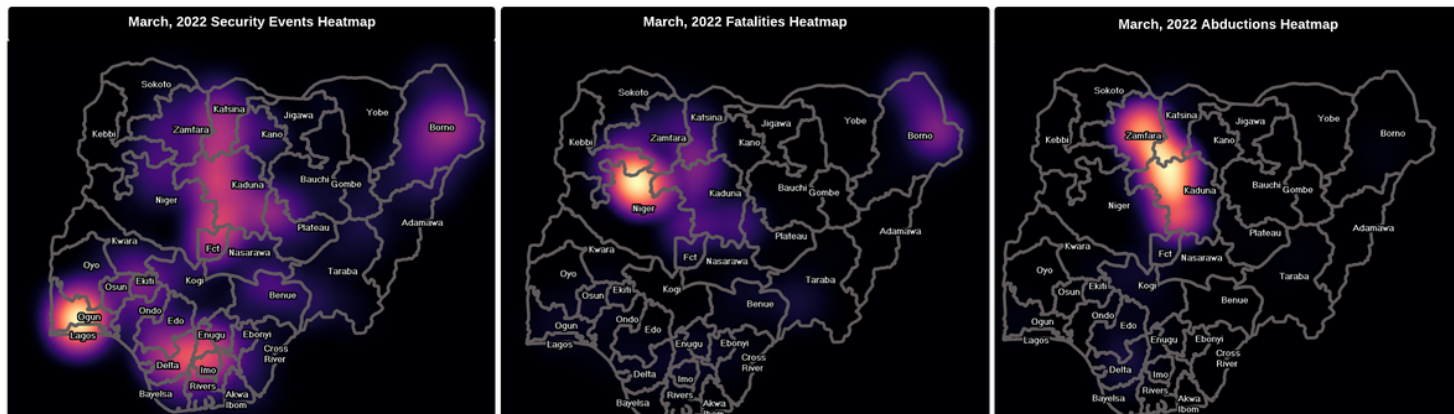 March, 2022 Security Events Heatmap
Sokoto
Katsina
Jigawa
Yobe
Borno
Kebbi
Zamfara
Kano
Kaduna
Bauchi
Gombe
Niger
Adamawa
Plateau
Kwara
Fct
Nasarawa
Oyo
Taraba
Osun
Ekiti
Kogi
Benue
Ogun
Ondo
Edo
Lagos
Enugu
Ebonyi
Cross
River
Delta
Imo
Rivers
Bayelsa
Akwa
Ibom
March, 2022 Fatalities Heatmap
Sokoto
Katsina
Jigawa
Yobe
Borno
Kebbi
Zamfara
Kano
Kaduna
Bauchi
Gombe
Niger
Adamawa
Plateau
Kwara
Fct
Nasarawa
Oyo
Taraba
Osun
Ekiti
Kogi
Benue
Ogun
Ondo
Edo
Lagos
Enugu
Ebonyi
Cross
River
Delta
Imo
Rivers
Bayelsa
Akwa
Ibom
March, 2022 Abductions Heatmap
Sokoto
Katsina
Jigawa
Yobe
Borno
Kebbi
Zamfara
Kano
Kaduna
Bauchi
Gombe
Niger
Adamawa
Plateau
Kwara
Fct
Nasarawa
Oyo
Taraba
Osun
Ekiti
Kogi
Benue
Ogun
Ondo
Edo
Lagos
Enugu
Ebonyi
Cross
River
Delta
Imo
Rivers
Bayelsa
Akwa
Ibom